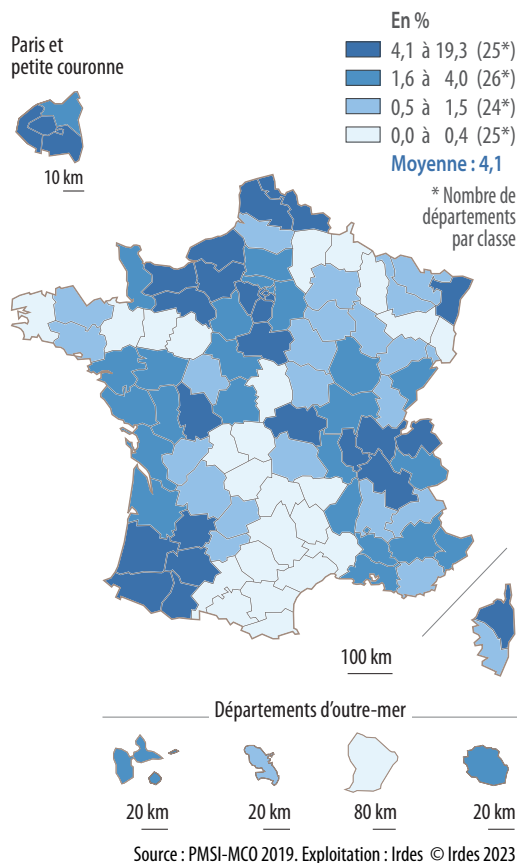 En %
4,1 à 19,3 (25*)
1,6 à 4,0 (26*)
0,5 à 1,5 (24*)
0,0 à 0,4 (25*)
Moyenne : 4,1
* Nombre de
départements
par classe
Paris et
petite couronne
10 km
100 km
Départements d'outre-mer
20 km
20 km
80 km
20 km
Source : PMSI-MCO 2019. Exploitation : Irdes © Irdes 2023